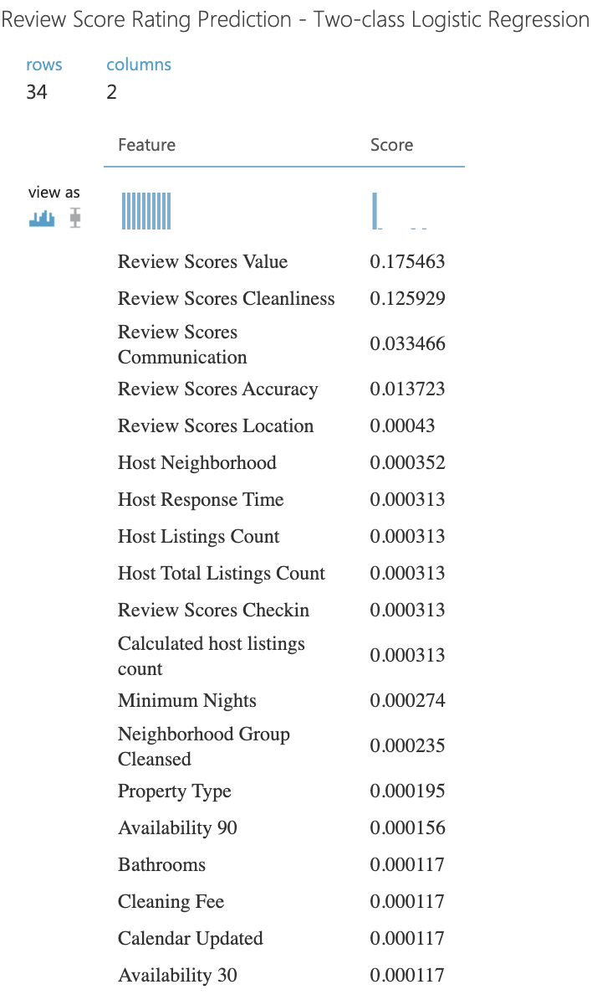 Review Score Rating Prediction - Two-class Logistic Regression
rows columns
34 2
Feature Score
view as
Review Scores Value 0.175463
Review Scores Cleanliness 0.125929
Review Scores
Communication 0.033466
Review Scores Accuracy 0.013723
Review Scores Location 0.00043
Host Neighborhood 0.000352
Host Response Time 0.000313
Host Listings Count 0.000313
Host Total Listings Count 0.000313
Review Scores Checkin 0.000313
Calculated host listings
count 0.000313
Minimum Nights 0.000274
Neighborhood Group
Cleansed 0.000235
Property Type 0.000195
Availability 90 0.000156
Bathrooms 0.000117
Cleaning Fee 0.000117
Calendar Updated 0.000117
Availability 30 0.000117